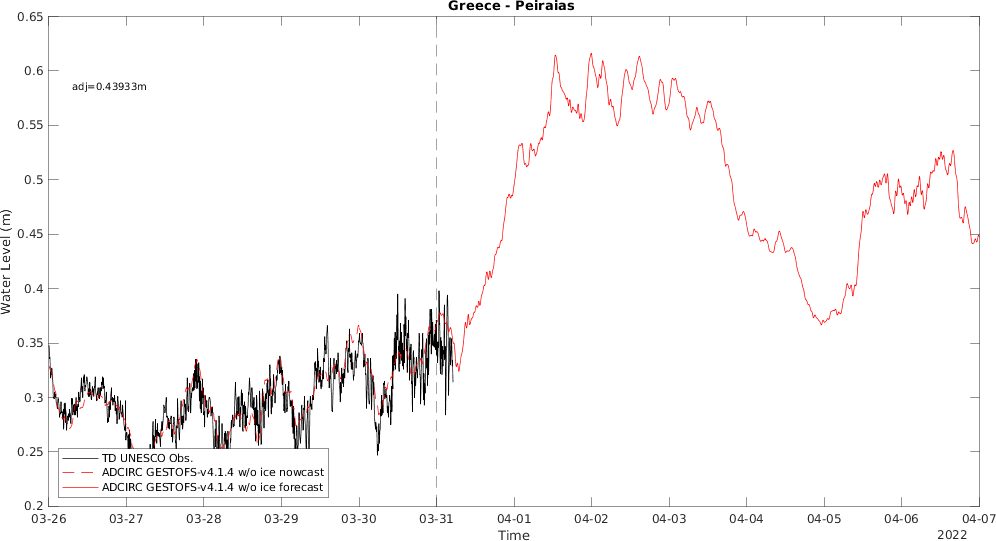 Greece - Peiraias
0.65
0.6
0.55
0.5
0.45
0.4
0.35
0.3
0.25
0.2
Water Level (m)
adj=0.43933m
TD UNESCO Obs.
ADCIRC GESTOFS-v4.1.4 w/o ice nowcast
ADCIRC GESTOFS-v4.1.4 w/o ice forecast
03-26 03-27 03-28 03-29 03-30 03-31 04-01 04-02 04-03 04-04 04-05 04-06 04-07
Time
2022